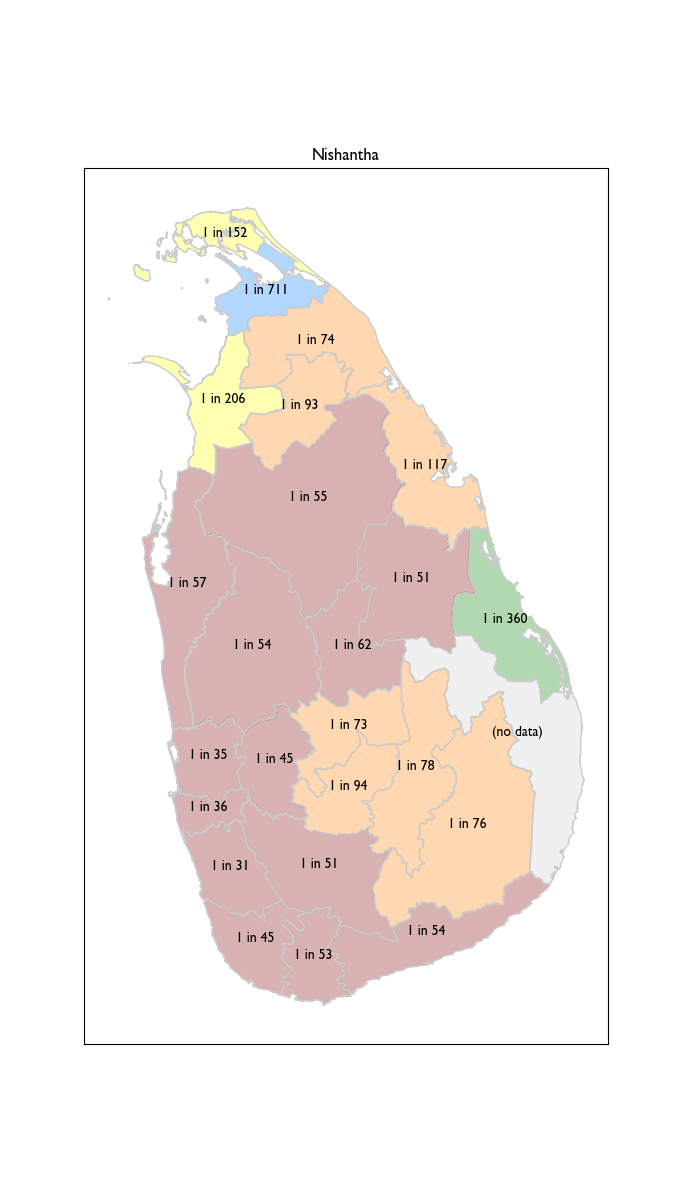 Nishantha
1 in 152
1 in 711
1 in 74
1 in 206
1 in 93
1 in 117
1 in 55
1 in 51
1 in 57
1 in 360
1 in 54
1 in 62
1 in 73
(no data)
1 in 35
1 in 45
1 in 78
1 in 94
1 in 36
1 in 76
1 in 31
1 in 51
1 in 54
1 in 45
1 in 53